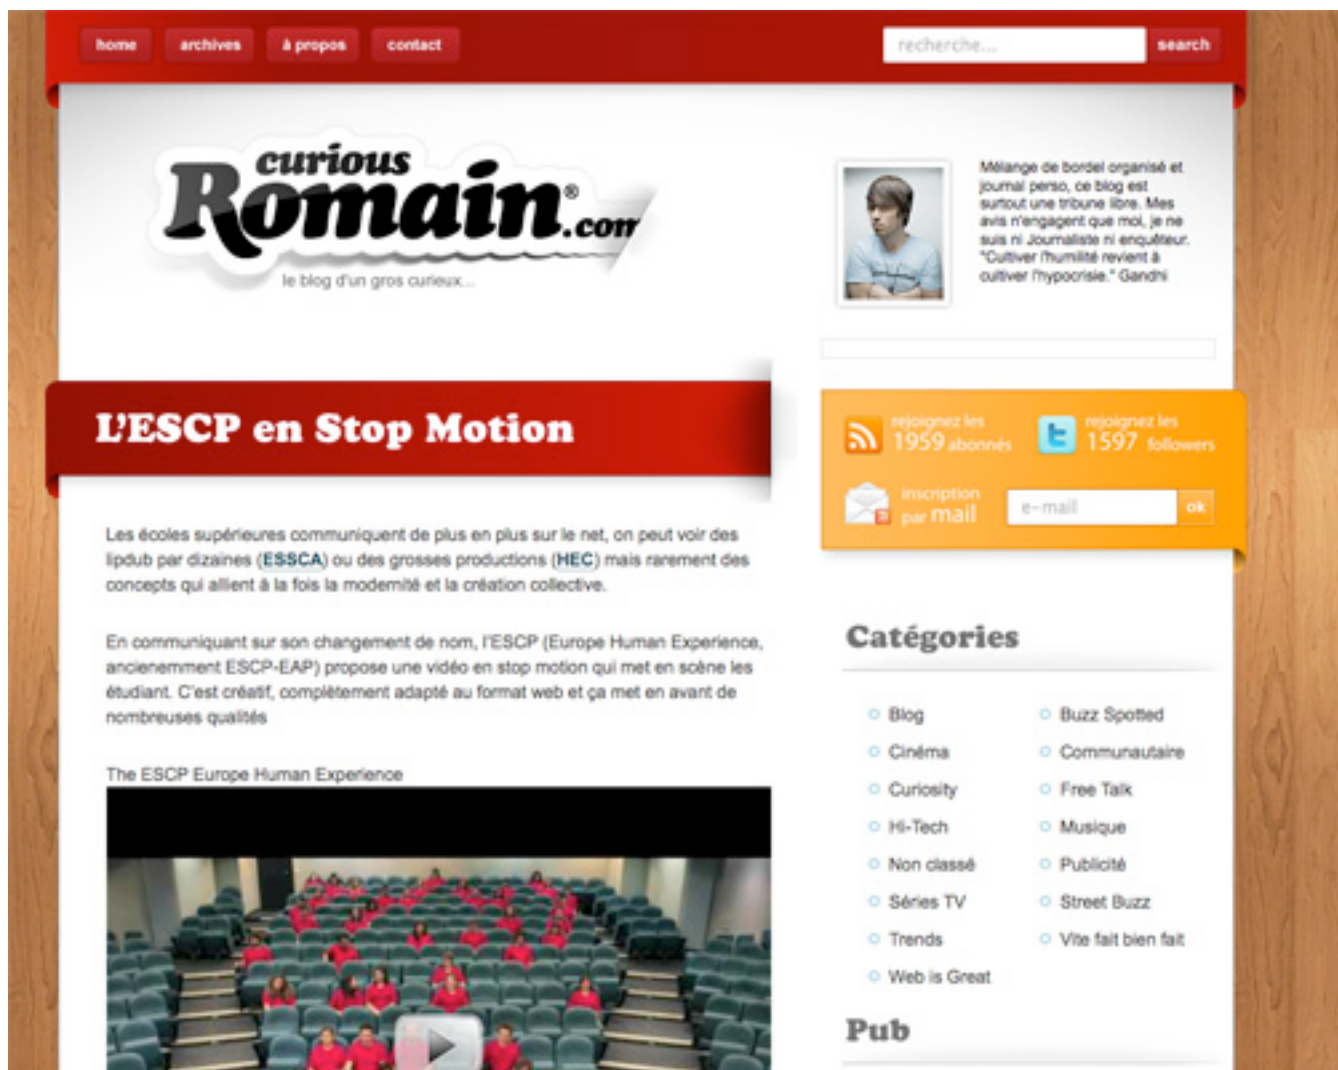 home
archives
à propos
contact
recherche...
search
curious
Romain®.com
le blog d'un gros curieux...
Mélange de bordel organisé et
journal perso, ce blog est
surtout une tribune libre. Mes
avis n'engagent que moi, je ne
suis ni Journaliste ni enquêteur.
"Cultiver l'humilité revient à
cultiver l'hypocrisie." Gandhi
L'ESCP en Stop Motion
rejoignez les
1959 abonnés
rejoignez les
1597 followers
inscription
par mail
e-mail
ok
Les écoles supérieures communiquent de plus en plus sur le net, on peut voir des
lipdub par dizaines (ESSCA) ou des grosses productions (HEC) mais rarement des
concepts qui allient à la fois la modernité et la création collective.
En communiquant sur son changement de nom, l'ESCP (Europe Human Experience,
ancienemment ESCP-EAP) propose une vidéo en stop motion qui met en scène les
étudiant. C'est créatif, complètement adapté au format web et ça met en avant de
nombreuses qualités
The ESCP Europe Human Experience
Catégories
Blog
Buzz Spotted
Cinéma
Communautaire
Curiosity
Free Talk
Hi-Tech
Musique
Non classé
Publicité
Séries TV
Street Buzz
Trends
Vite fait bien fait
Web is Great
Pub